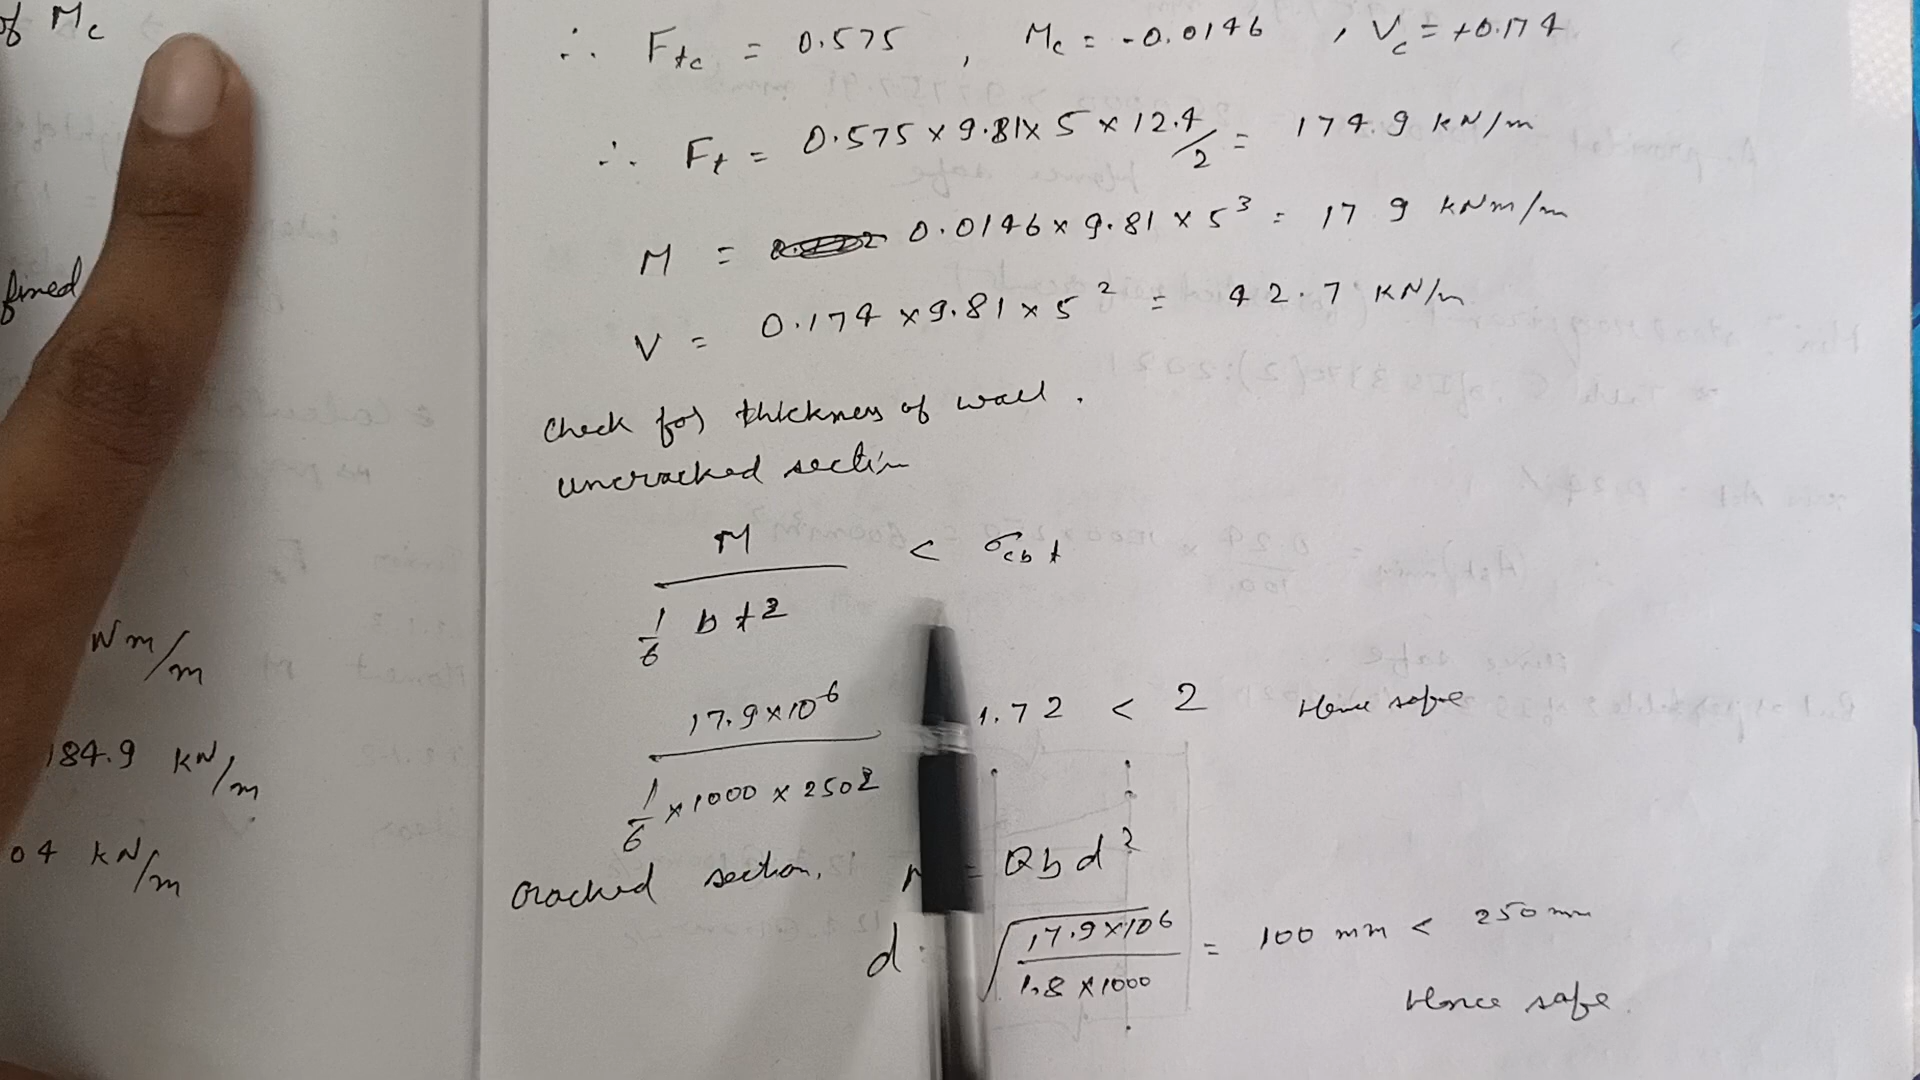 of Mc
fined
Nm/m
184.9 kN/m
04 kN/m
∴ Ftc = 0.575 , Mc = -0.0146 , Vc = +0.174
∴ Ft = 0.575 × 9.81 × 5 × 12.4/2 = 174.9 kN/m
M = 0.0146 × 9.81 × 5³ = 17 9 kNm/m
V = 0.174 × 9.81 × 5² = 42.7 KN/m
Check for thickness of wall.
uncracked section
M / (1/6 b t²) < σcbt
17.9×10⁶ / (1/6 × 1000 × 250²) 1.72 < 2 Hence safe
Cracked section, = Qbd²
d = √(17.9×10⁶ / 1.8×1000) = 100 mm < 250 mm
Hence safe.